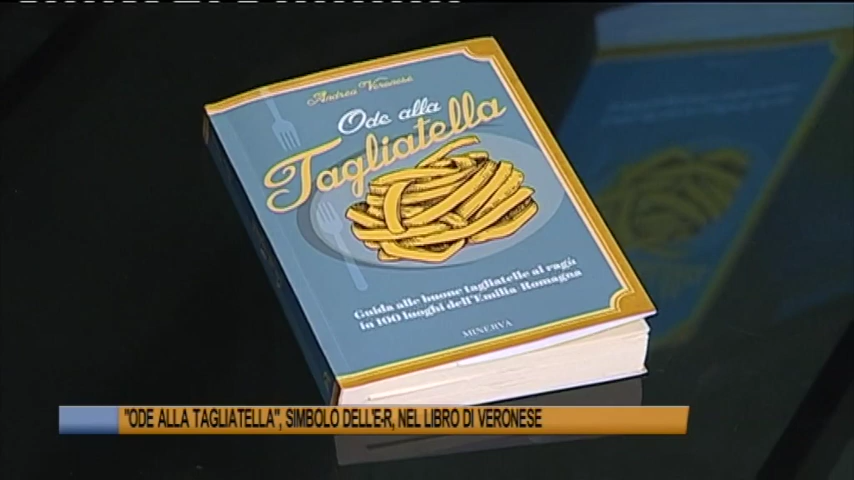 Andrea Veronese
Ode alla
Tagliatella
Guida alle buone tagliatelle al ragù
in 100 luoghi dell'Emilia-Romagna
MINERVA
"ODE ALLA TAGLIATELLA", SIMBOLO DELL'E-R, NEL LIBRO DI VERONESE